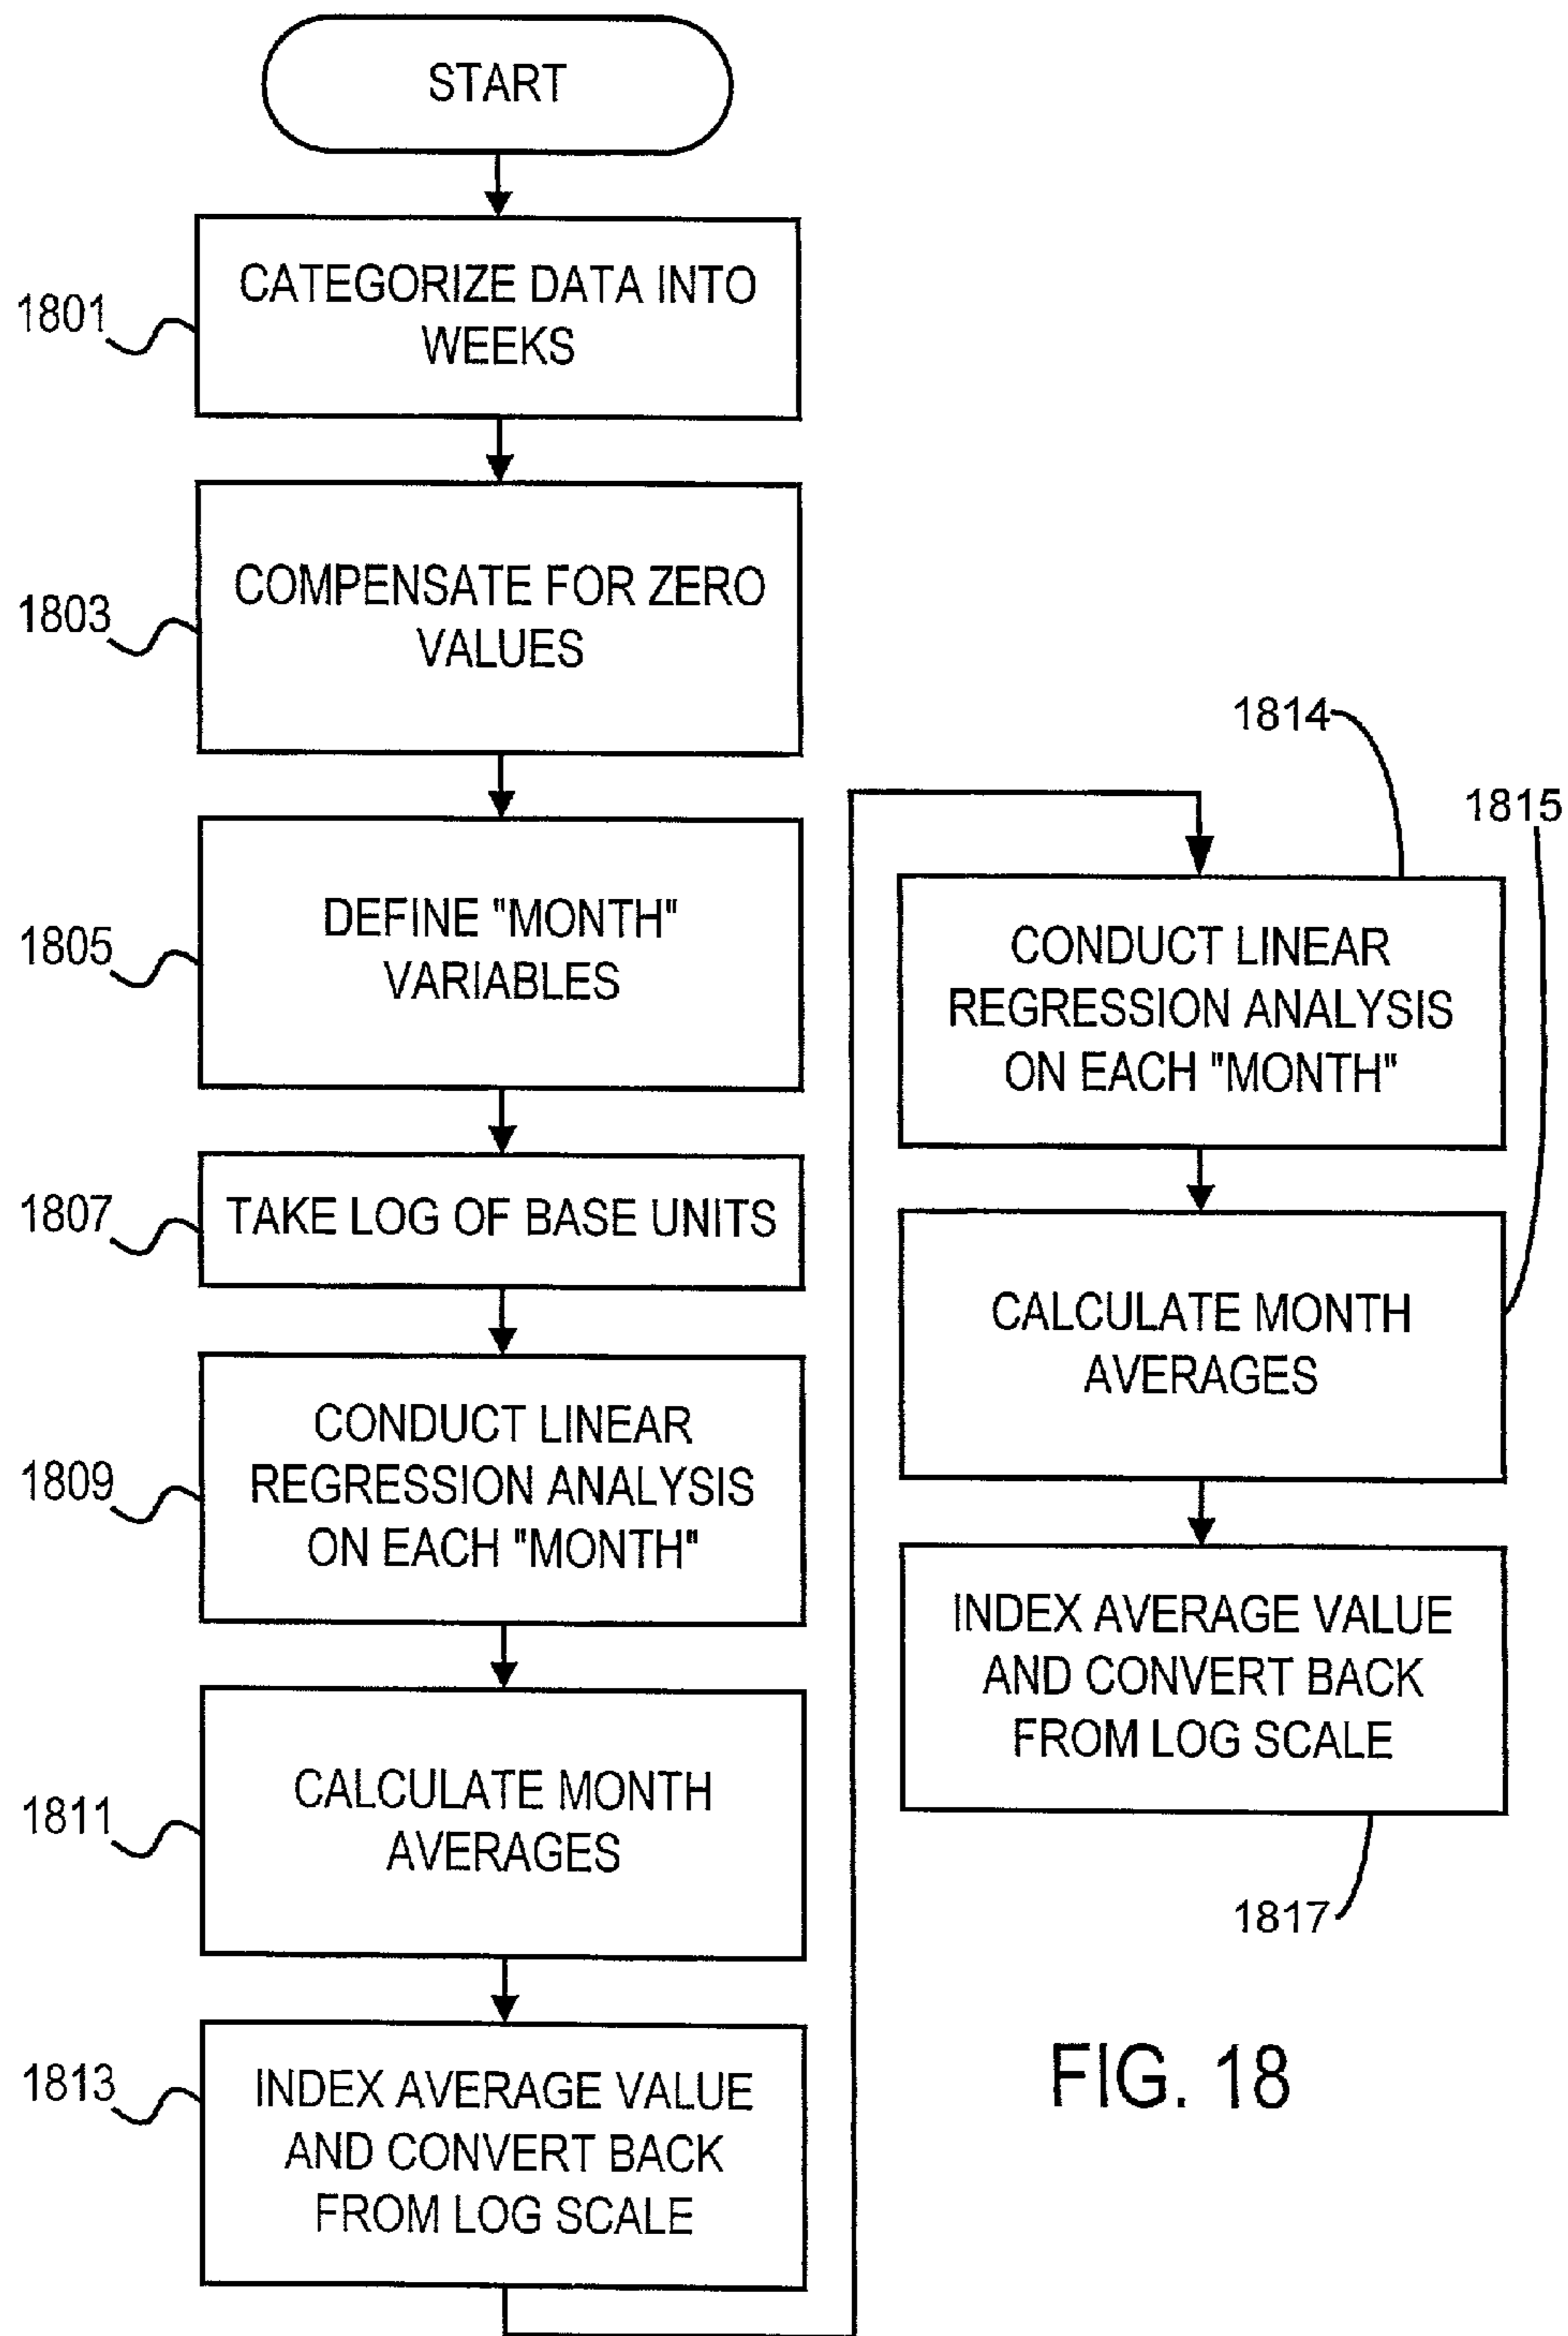 START
1801
CATEGORIZE DATA INTO
WEEKS
1803
COMPENSATE FOR ZERO
VALUES
1805
DEFINE "MONTH"
VARIABLES
1807
TAKE LOG OF BASE UNITS
1809
CONDUCT LINEAR
REGRESSION ANALYSIS
ON EACH "MONTH"
1811
CALCULATE MONTH
AVERAGES
1813
INDEX AVERAGE VALUE
AND CONVERT BACK
FROM LOG SCALE
1814
CONDUCT LINEAR
REGRESSION ANALYSIS
ON EACH "MONTH"
1815
CALCULATE MONTH
AVERAGES
INDEX AVERAGE VALUE
AND CONVERT BACK
FROM LOG SCALE
1817
FIG. 18